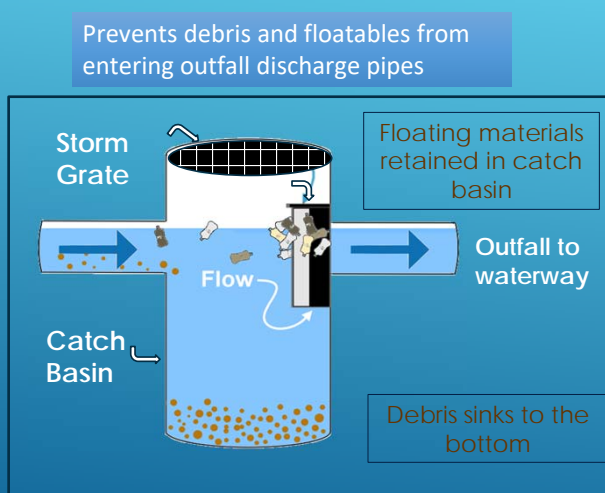 Prevents debris and floatables from
entering outfall discharge pipes
Storm
Grate
Floating materials
retained in catch
basin
Outfall to
waterway
Flow
Catch
Basin
Debris sinks to the
bottom